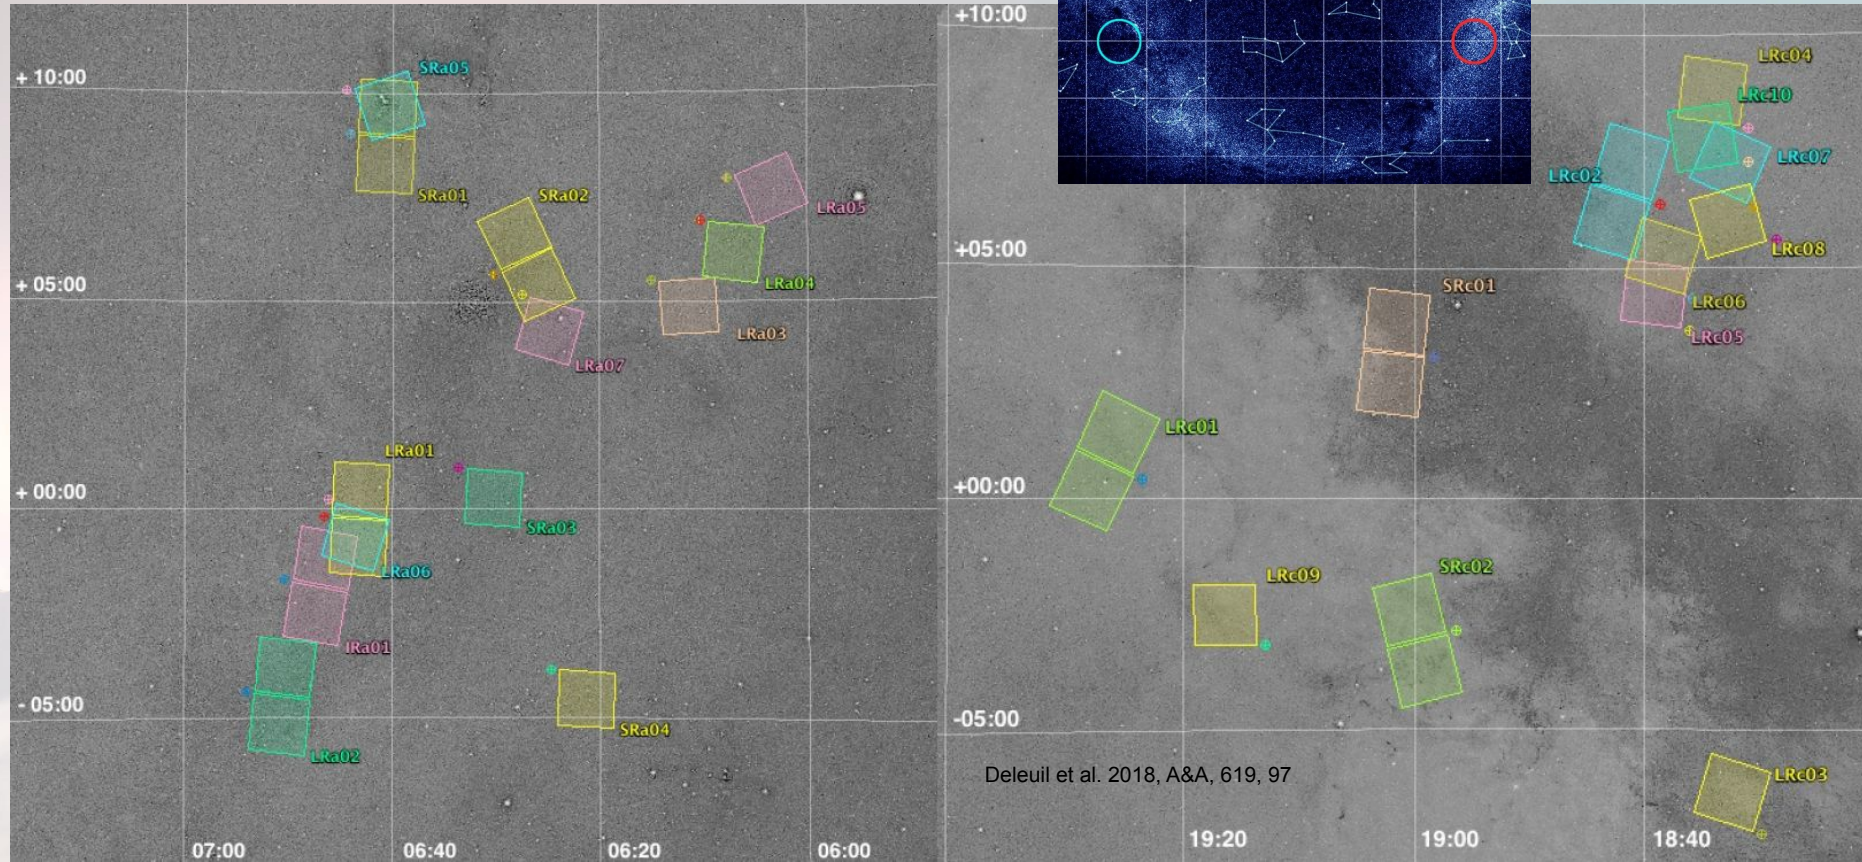 + 10:00
SRa05
SRa01
SRa02
LRa05
+ 05:00
LRa04
LRa03
LRa07
LRa01
+ 00:00
SRa03
LRa06
IRa01
- 05:00
SRa04
LRa02
07:00
06:40
06:20
06:00
+10:00
LRc04
LRc10
LRc07
LRc02
+05:00
LRc08
SRc01
LRc06
LRc05
LRc01
+00:00
SRc02
LRc09
-05:00
Deleuil et al. 2018, A&A, 619, 97
LRc03
19:20
19:00
18:40